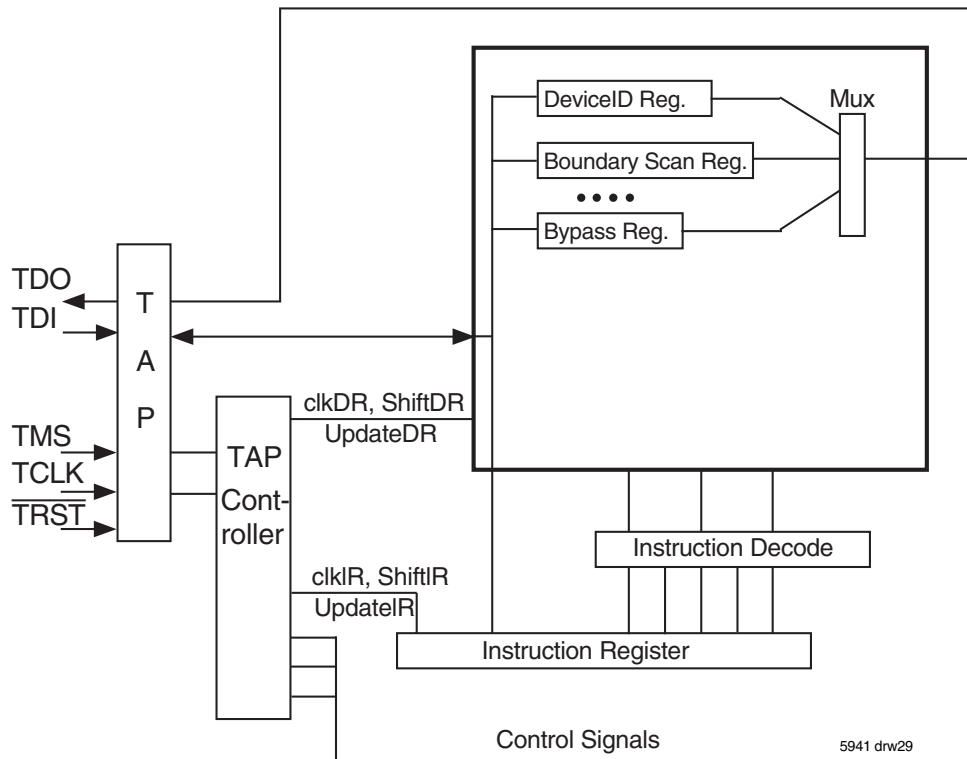 DeviceID Reg.
Mux
Boundary Scan Reg.
Bypass Reg.
TDO
TDI
T
A
P
TMS
TCLK
TRST
clkDR, ShiftDR
UpdateDR
TAP
Cont-
roller
clkIR, ShiftIR
UpdateIR
Instruction Decode
Instruction Register
Control Signals
5941 drw29